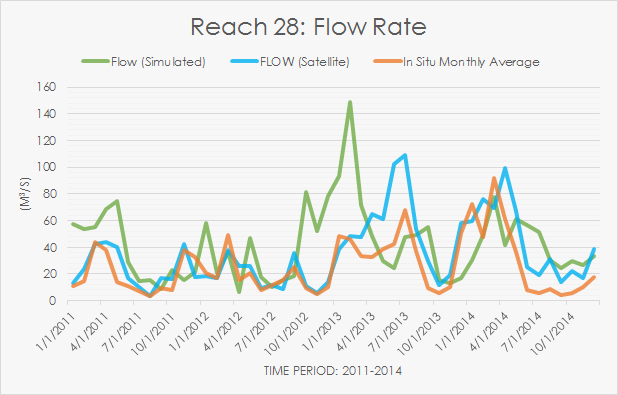 Reach 28: Flow Rate
Flow (Simulated) FLOW (Satellite) In Situ Monthly Average
(M³/S)
160
140
120
100
80
60
40
20
0
1/1/2011 4/1/2011 7/1/2011 10/1/2011 1/1/2012 4/1/2012 7/1/2012 10/1/2012 1/1/2013 4/1/2013 7/1/2013 10/1/2013 1/1/2014 4/1/2014 7/1/2014 10/1/2014
TIME PERIOD: 2011-2014